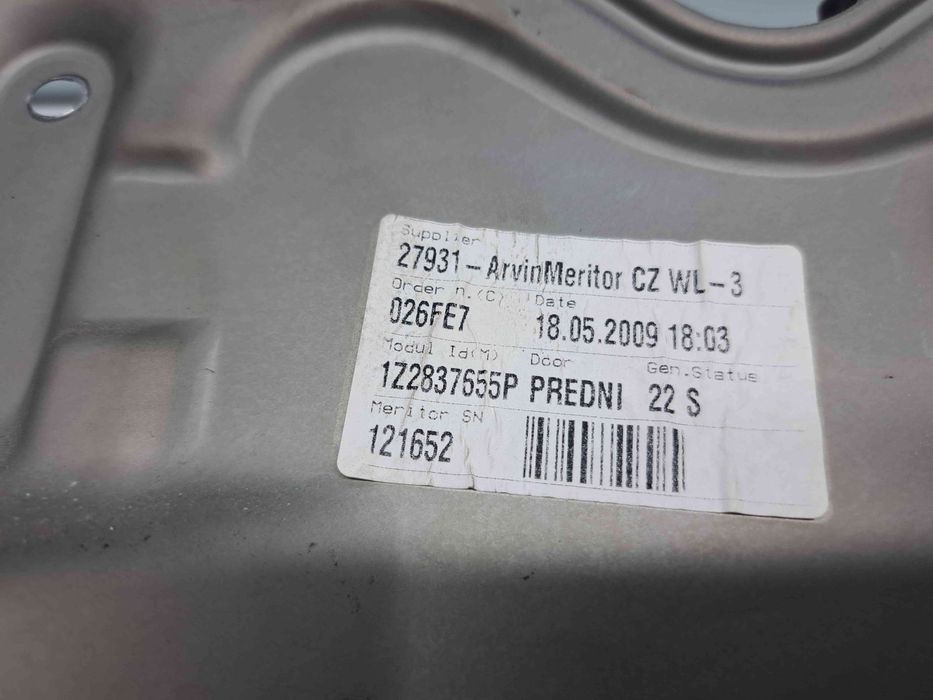 Supplier
27931-ArvinMeritor CZ WL-3
Order n.(C) Date
026FE7 18.05.2009 18:03
Modul Id(M) Door Gen.Status
1Z2837655P PREDNI 22 S
Meritor SN
121652